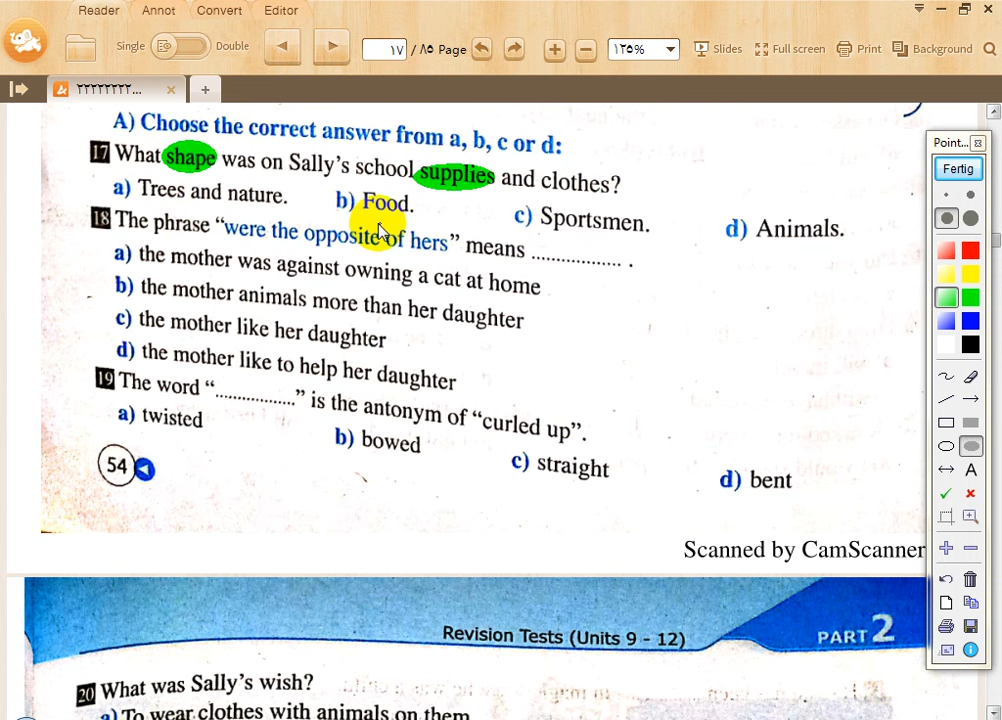 Reader Annot Convert Editor
Single Double ١٧ / ٨٥ Page ١٢٥% Slides Full screen Print Background
٢٢٢٢٢٢٢٢...
A) Choose the correct answer from a, b, c or d:
17 What shape was on Sally's school supplies and clothes?
a) Trees and nature. b) Food. c) Sportsmen. d) Animals.
18 The phrase “were the opposite of hers” means .................. .
a) the mother was against owning a cat at home
b) the mother animals more than her daughter
c) the mother like her daughter
d) the mother like to help her daughter
19 The word “.................” is the antonym of “curled up”.
a) twisted b) bowed c) straight d) bent
54
Scanned by CamScanner
Revision Tests (Units 9 - 12) PART 2
20 What was Sally's wish?
a) To wear clothes with animals on them
Point...
Fertig
A